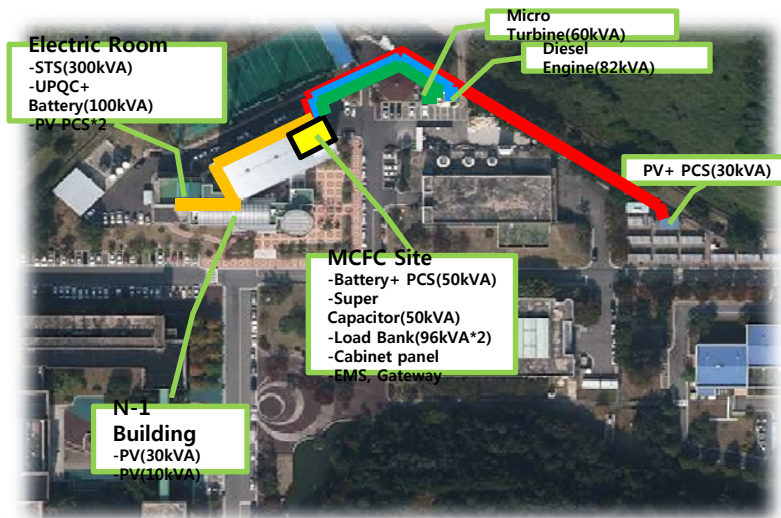 Micro
Turbine(60kVA)
Diesel
Engine(82kVA)
Electric Room
-STS(300kVA)
-UPQC+
Battery(100kVA)
-PV PCS*2
PV+ PCS(30kVA)
MCFC Site
-Battery+ PCS(50kVA)
-Super
Capacitor(50kVA)
-Load Bank(96kVA*2)
-Cabinet panel
-EMS, Gateway
N-1
Building
-PV(30kVA)
-PV(10kVA)